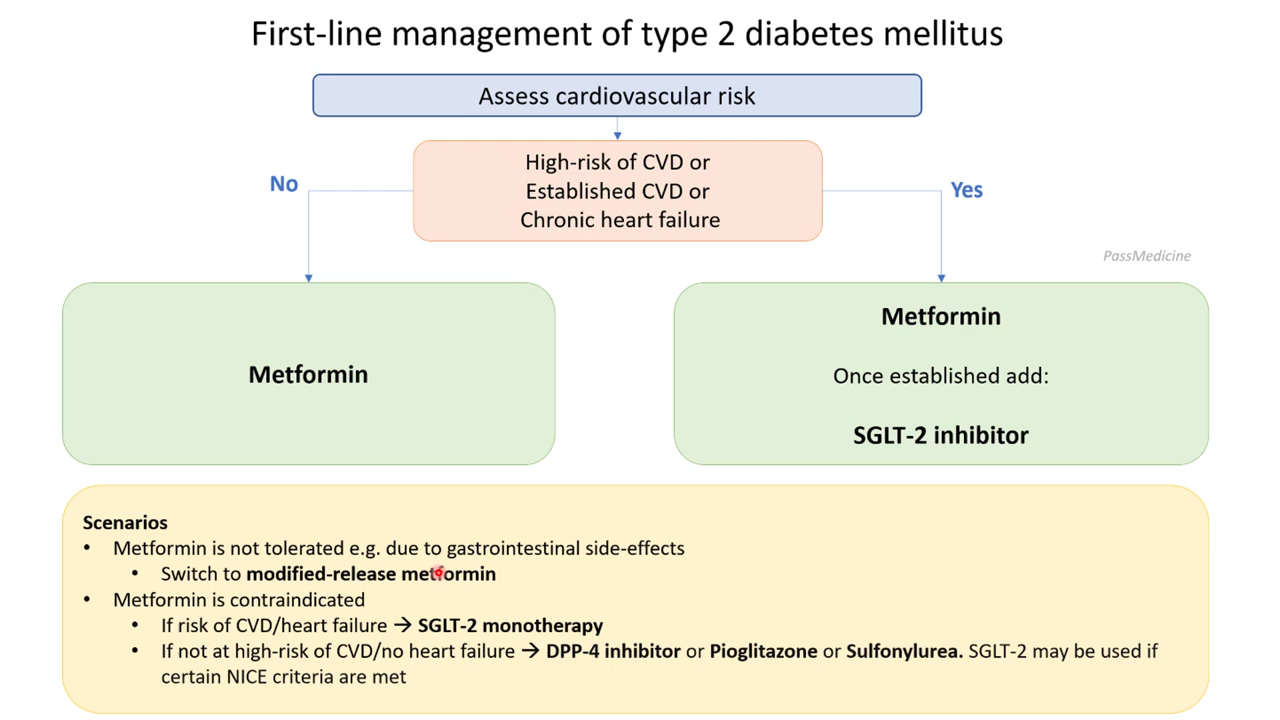 First-line management of type 2 diabetes mellitus
Assess cardiovascular risk
High-risk of CVD or
Established CVD or
Chronic heart failure
No
Yes
PassMedicine
Metformin
Metformin
Once established add:
SGLT-2 inhibitor
Scenarios
• Metformin is not tolerated e.g. due to gastrointestinal side-effects
• Switch to modified-release metformin
• Metformin is contraindicated
• If risk of CVD/heart failure → SGLT-2 monotherapy
• If not at high-risk of CVD/no heart failure → DPP-4 inhibitor or Pioglitazone or Sulfonylurea. SGLT-2 may be used if
certain NICE criteria are met